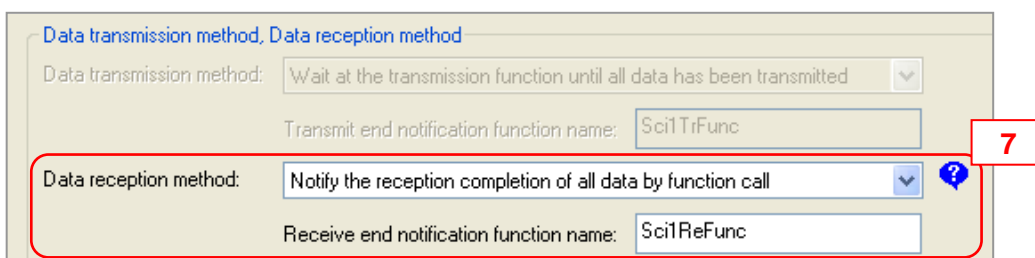 Data transmission method, Data reception method
Data transmission method: Wait at the transmission function until all data has been transmitted
Transmit end notification function name: Sci1TrFunc
7
Data reception method: Notify the reception completion of all data by function call ?
Receive end notification function name: Sci1ReFunc